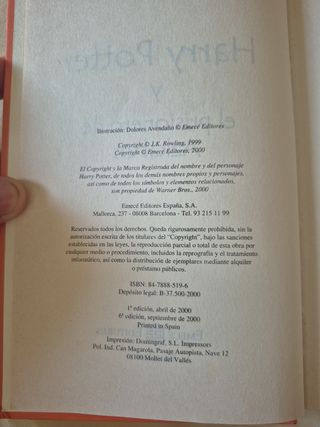 Ilustración: Dolores Avendaño © Emecé Editores
Copyright © J.K. Rowling, 1999
Copyright © Emecé Editores, 2000
El Copyright y la Marca Registrada del nombre y del personaje
Harry Potter, de todos los demás nombres propios y personajes,
así como de todos los símbolos y elementos relacionados,
son propiedad de Warner Bros., 2000
Emecé Editores España, S.A.
Mallorca, 237 - 08008 Barcelona - Tel. 93 215 11 99
Reservados todos los derechos. Queda rigurosamente prohibida, sin la
autorización escrita de los titulares del "Copyright", bajo las sanciones
establecidas en las leyes, la reproducción parcial o total de esta obra por
cualquier medio o procedimiento, incluidos la reprografía y el tratamiento
informático, así como la distribución de ejemplares mediante alquiler
o préstamo públicos.
ISBN: 84-7888-519-6
Depósito legal: B-37.500-2000
1ª edición, abril de 2000
6ª edición, septiembre de 2000
Printed in Spain
Impresión: Domingraf, S.L. Impressors
Pol. Ind. Can Magarola, Pasaje Autopista, Nave 12
08100 Mollet del Vallés